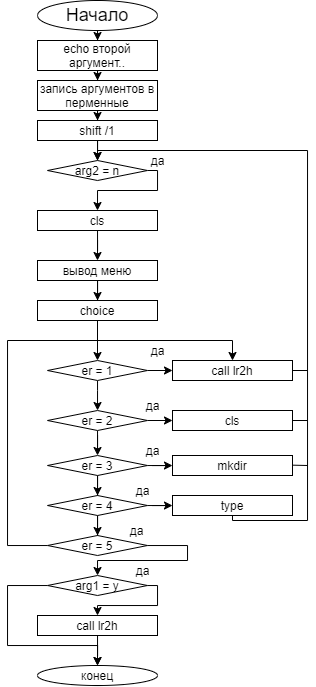 Начало
echo второй
аргумент..
запись аргументов в
перменные
shift /1
да
arg2 = n
cls
вывод меню
choice
да
er = 1
call lr2h
да
er = 2
cls
да
er = 3
mkdir
да
er = 4
type
да
er = 5
да
arg1 = y
call lr2h
конец